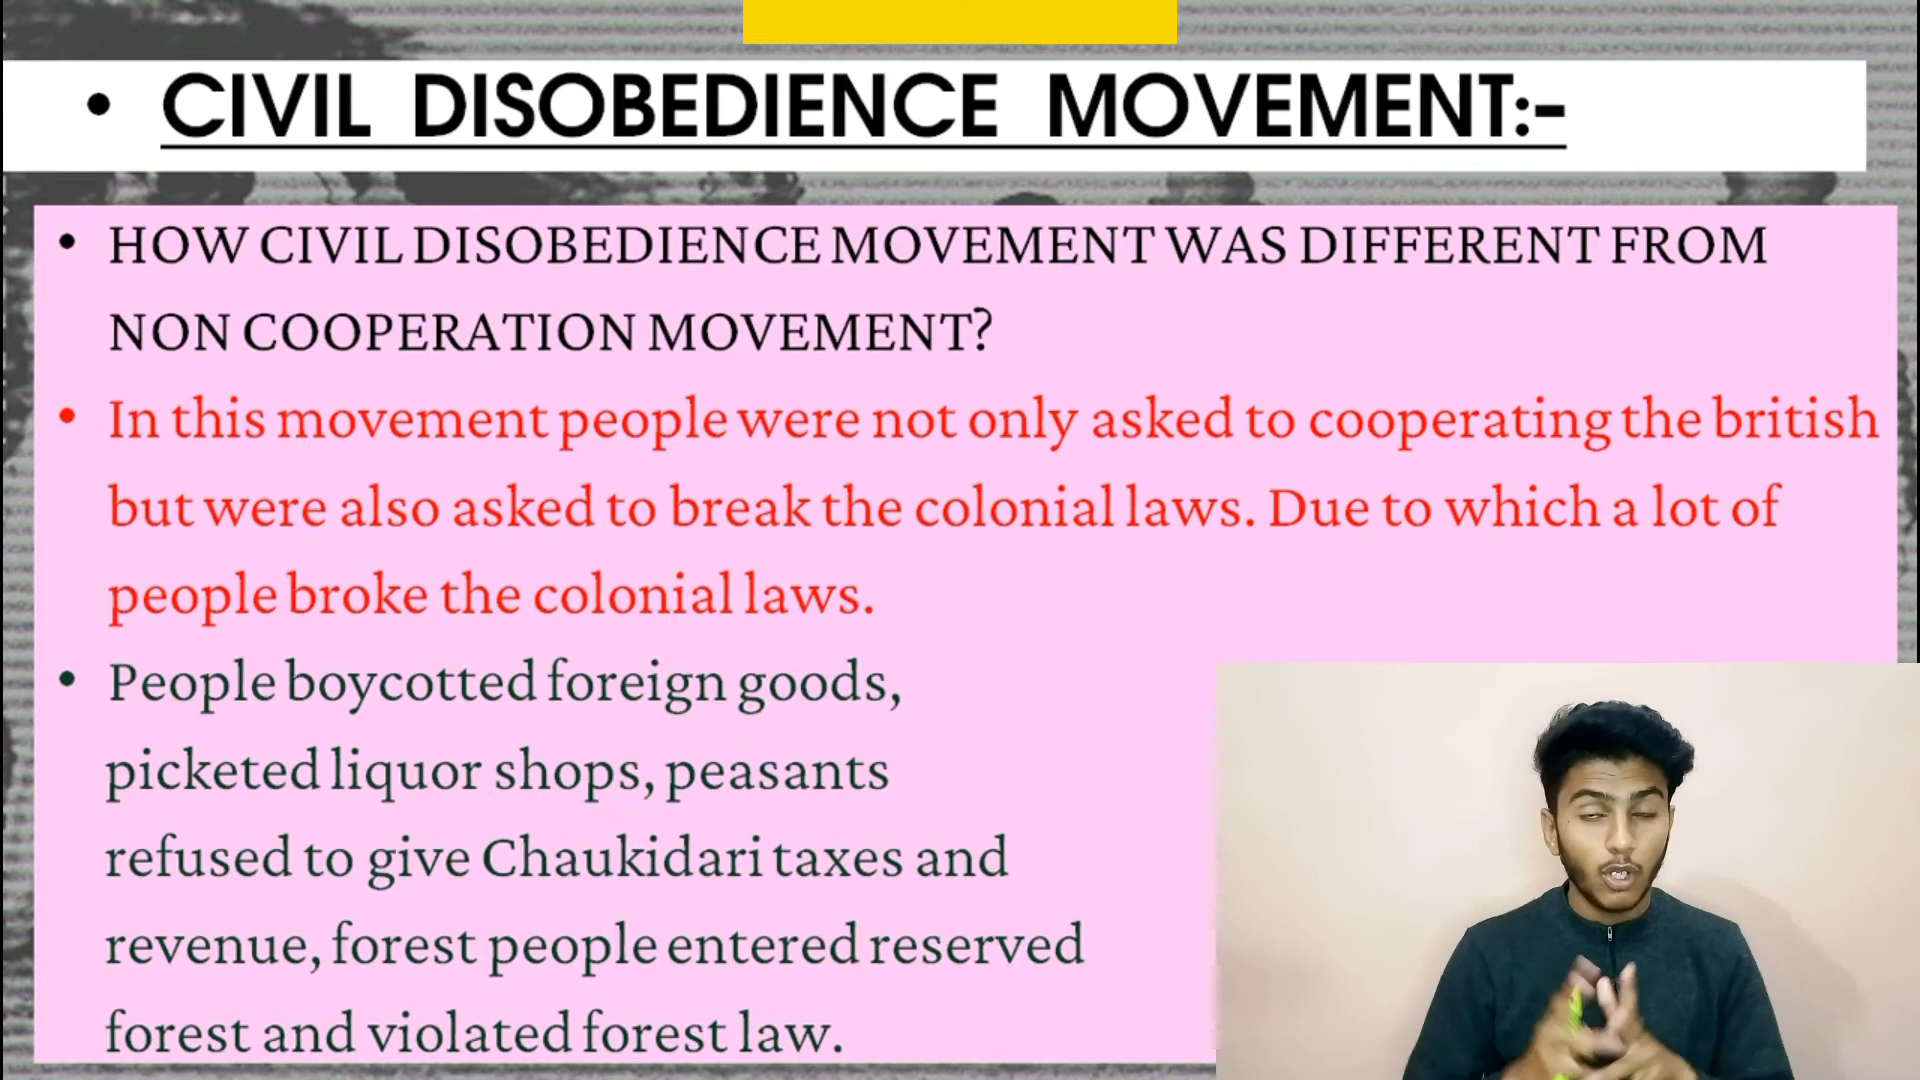 • CIVIL DISOBEDIENCE MOVEMENT:-
• HOW CIVIL DISOBEDIENCE MOVEMENT WAS DIFFERENT FROM
NON COOPERATION MOVEMENT?
• In this movement people were not only asked to cooperating the british
but were also asked to break the colonial laws. Due to which a lot of
people broke the colonial laws.
• People boycotted foreign goods,
picketed liquor shops, peasants
refused to give Chaukidari taxes and
revenue, forest people entered reserved
forest and violated forest law.